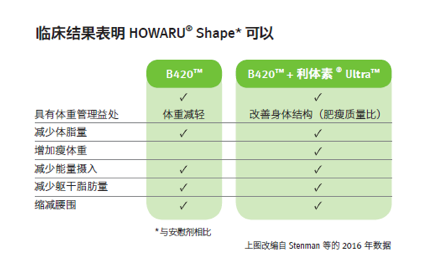 临床结果表明 HOWARU® Shape* 可以
B420™ B420™ + 利体素 ® Ultra™
✓ ✓
具有体重管理益处 体重减轻 改善身体结构（肥瘦质量比）
减少体脂量 ✓ ✓
增加瘦体重 ✓
减少能量摄入 ✓ ✓
减少躯干脂肪量 ✓ ✓
缩减腰围 ✓ ✓
*与安慰剂相比
上图改编自 Stenman 等的 2016 年数据